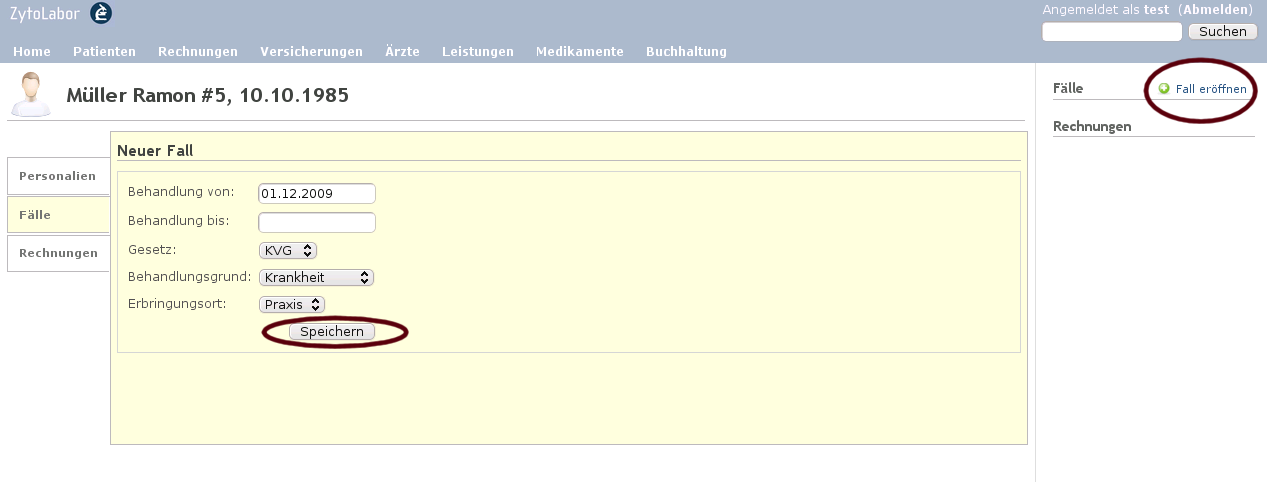 ZytoLabor
Angemeldet als test (Abmelden)
Suchen
Home Patienten Rechnungen Versicherungen Ärzte Leistungen Medikamente Buchhaltung
Müller Ramon #5, 10.10.1985
Personalien
Fälle
Rechnungen
Neuer Fall
Behandlung von: 01.12.2009
Behandlung bis:
Gesetz: KVG
Behandlungsgrund: Krankheit
Erbringungsort: Praxis
Speichern
Fälle Fall eröffnen
Rechnungen